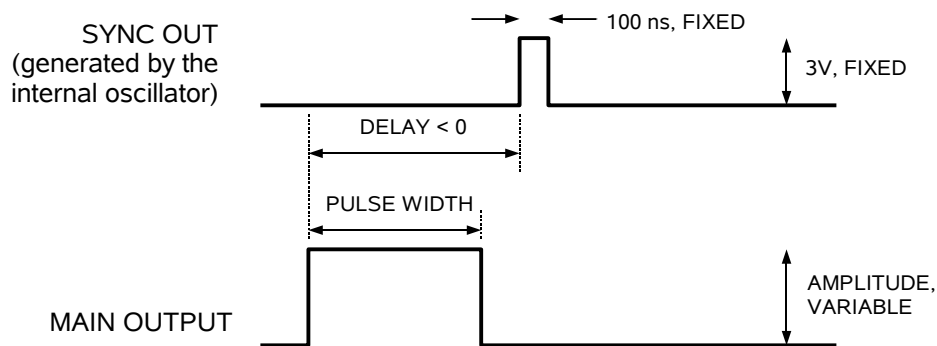 100 ns, FIXED
SYNC OUT
(generated by the
internal oscillator)
3V, FIXED
DELAY < 0
PULSE WIDTH
AMPLITUDE,
VARIABLE
MAIN OUTPUT